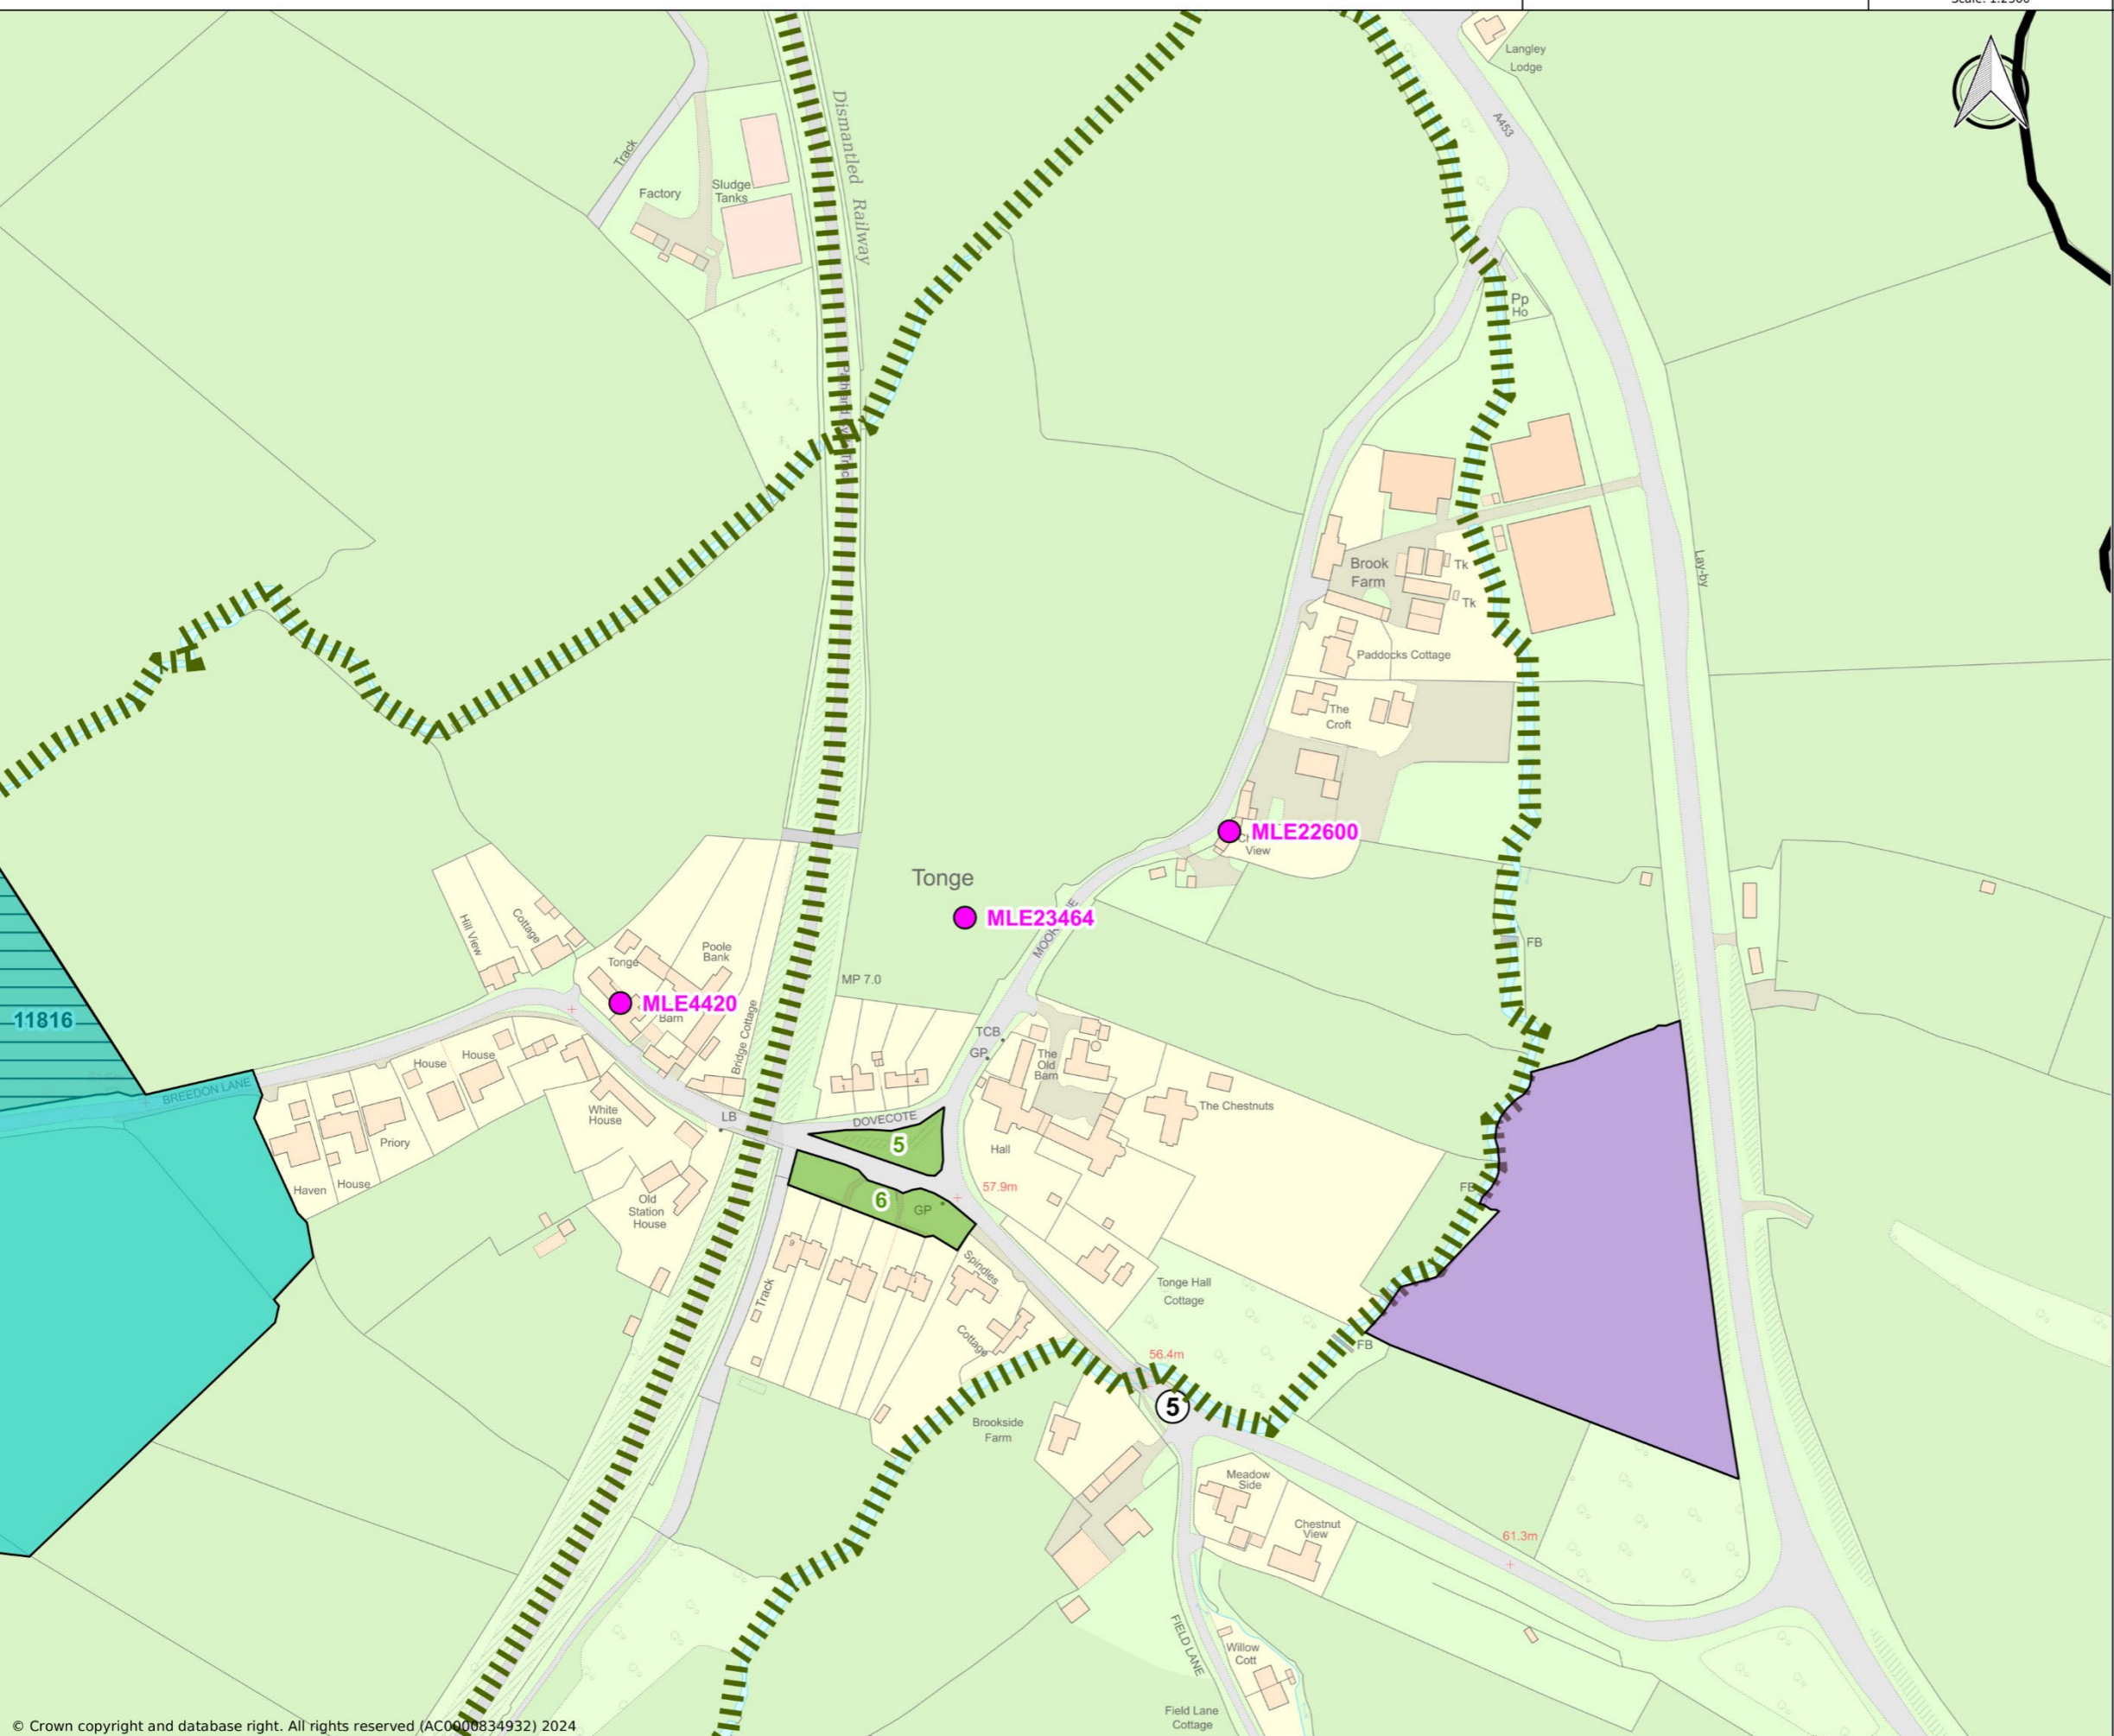 Langley
Lodge
A453
Dismantled Railway
Track
Factory
Sludge
Tanks
Pp
Ho
Brook
Farm
Tk
Tk
Lay-by
Paddocks Cottage
The
Croft
MLE22600
View
Tonge
MLE23464
FB
Hill View
Cottage
Tonge
Poole
Bank
MP 7.0
MLE4420
Barn
Bridge Cottage
11816
TCB
GP
The
Old
Barn
House
House
BREEDON LANE
1
4
White
House
LB
DOVECOTE
The Chestnuts
5
Priory
Hall
Haven
House
57.9m
FB
Old
Station
House
6
GP
9
Spindles
Track
Tonge Hall
Cottage
Cottage
56.4m
FB
5
Brookside
Farm
Meadow
Side
Chestnut
View
61.3m
FIELD LANE
Willow
Cott
Field Lane
Cottage
© Crown copyright and database right. All rights reserved (AC0000834932) 2024